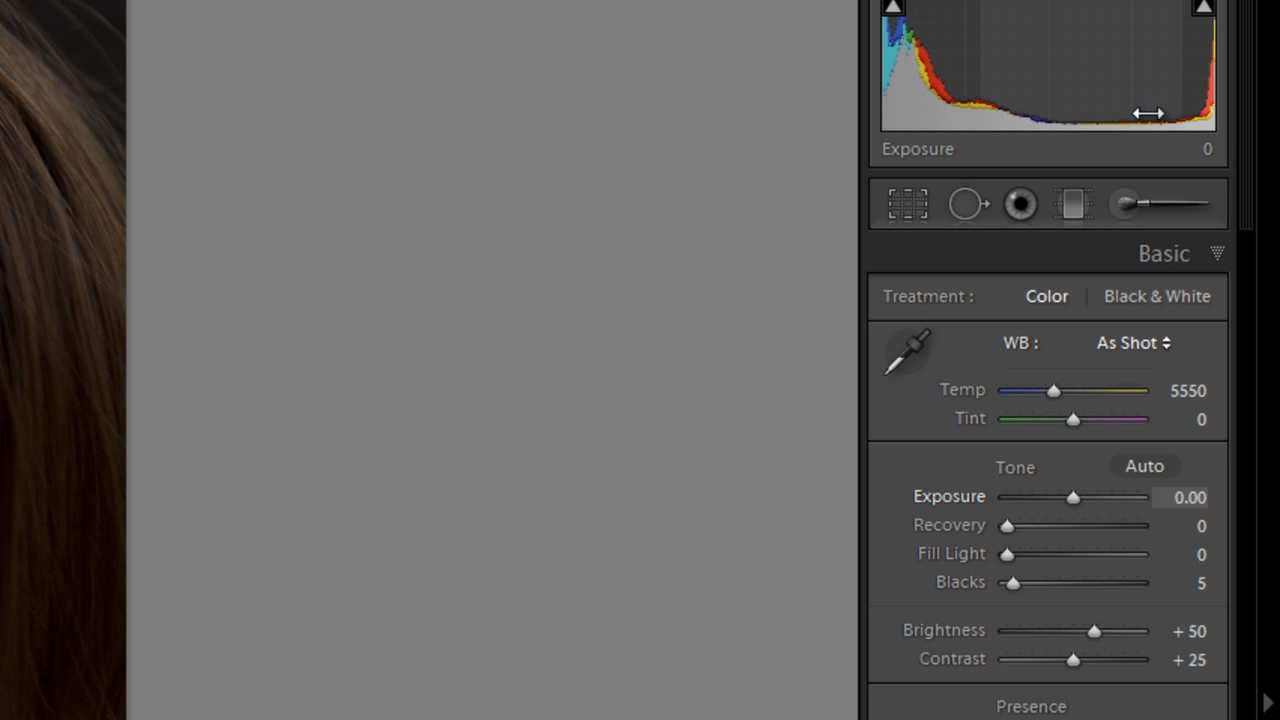 Exposure 0
Basic
Treatment : Color Black & White
WB : As Shot
Temp 5550
Tint 0
Tone Auto
Exposure 0.00
Recovery 0
Fill Light 0
Blacks 5
Brightness + 50
Contrast + 25
Presence